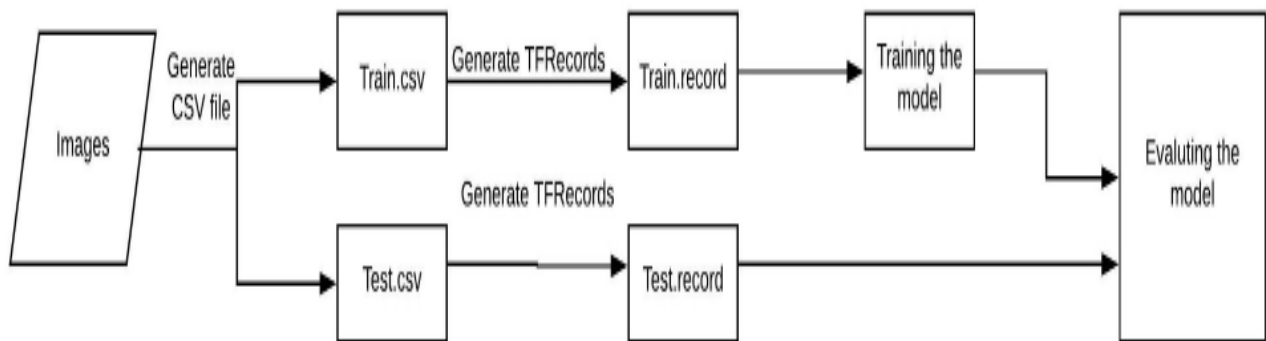 Images
Generate
CSV file
Train.csv
Generate TFRecords
Train.record
Training the
model
Evaluting the
model
Generate TFRecords
Test.csv
Test.record